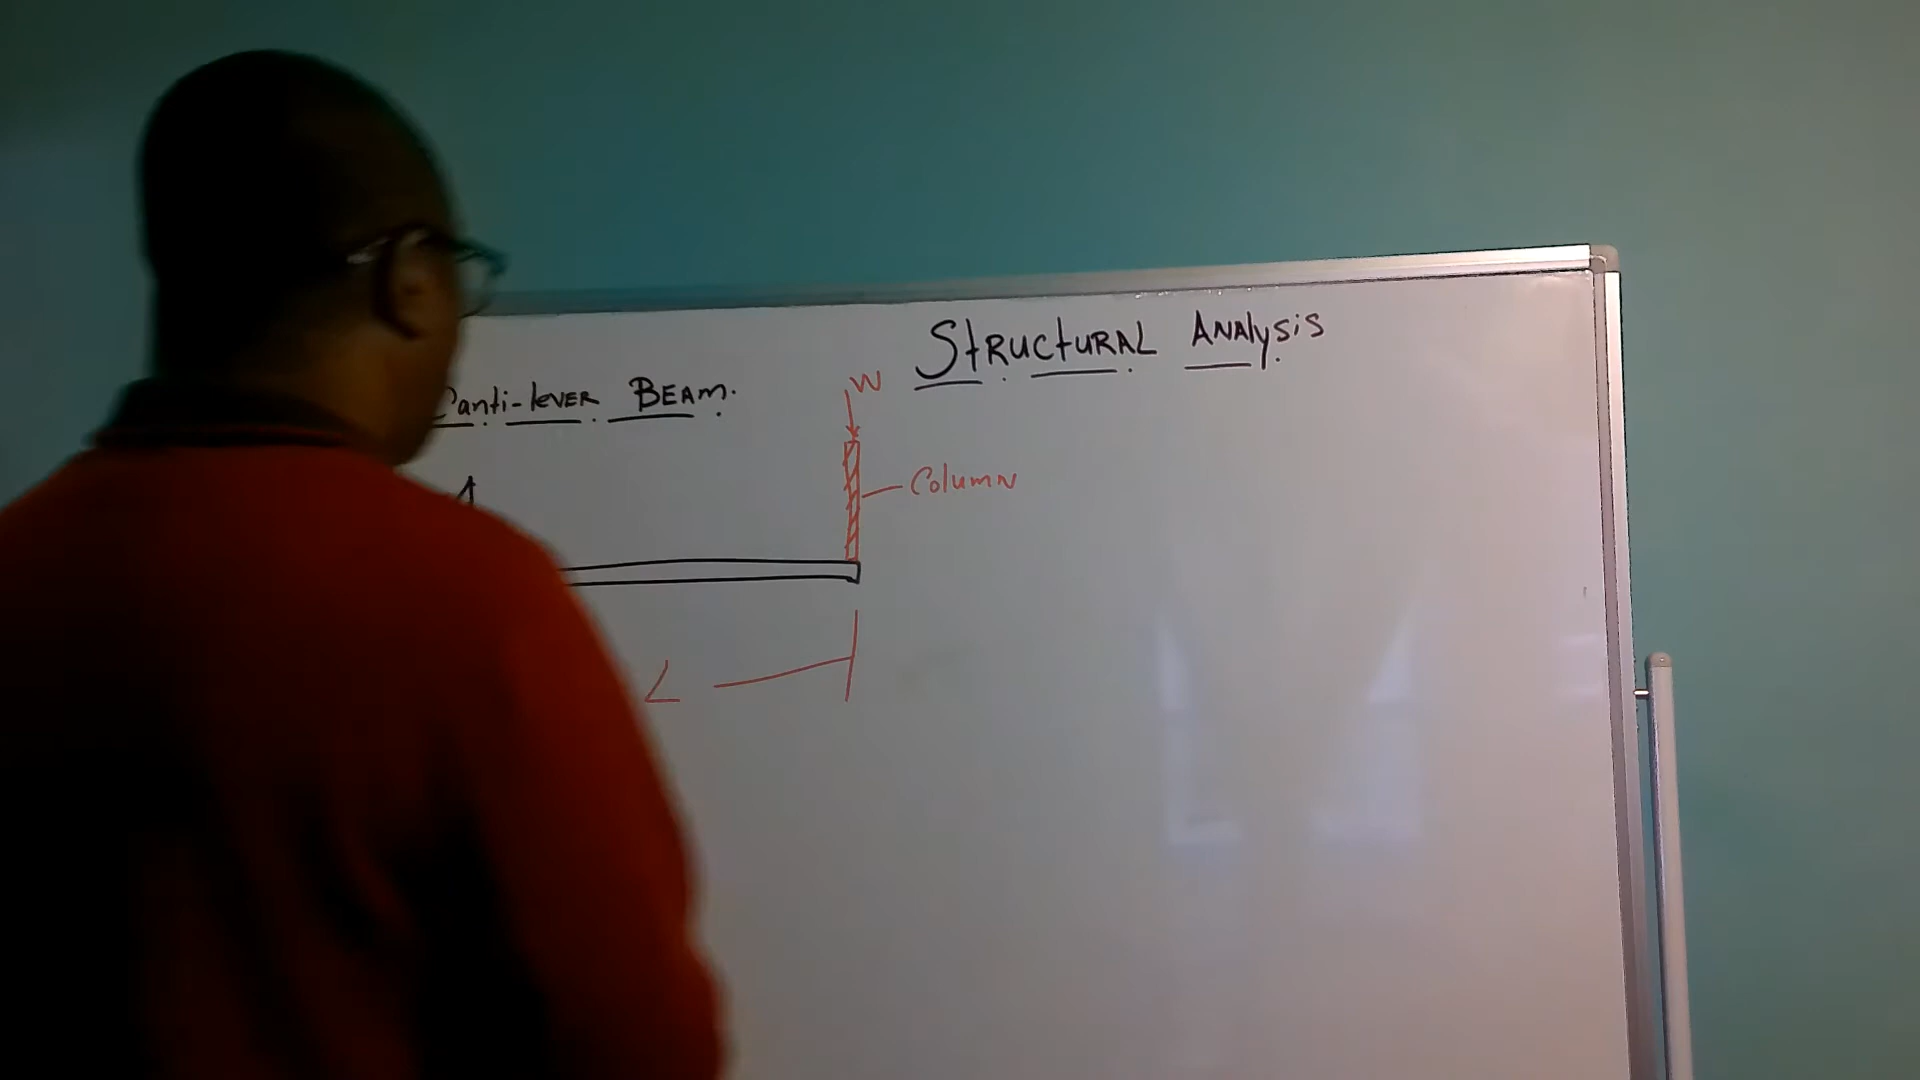 Structural Analysis
Canti-lever Beam.
W
Column
L